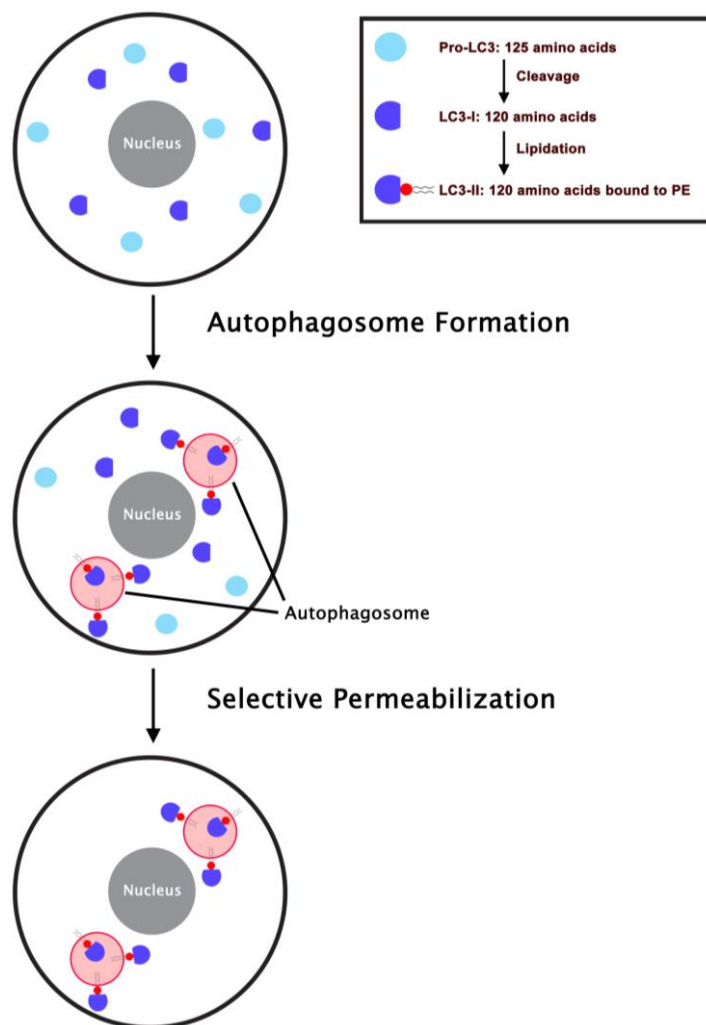 Nucleus
Pro-LC3: 125 amino acids
Cleavage
LC3-I: 120 amino acids
Lipidation
LC3-II: 120 amino acids bound to PE
Autophagosome Formation
Nucleus
Autophagosome
Selective Permeabilization
Nucleus